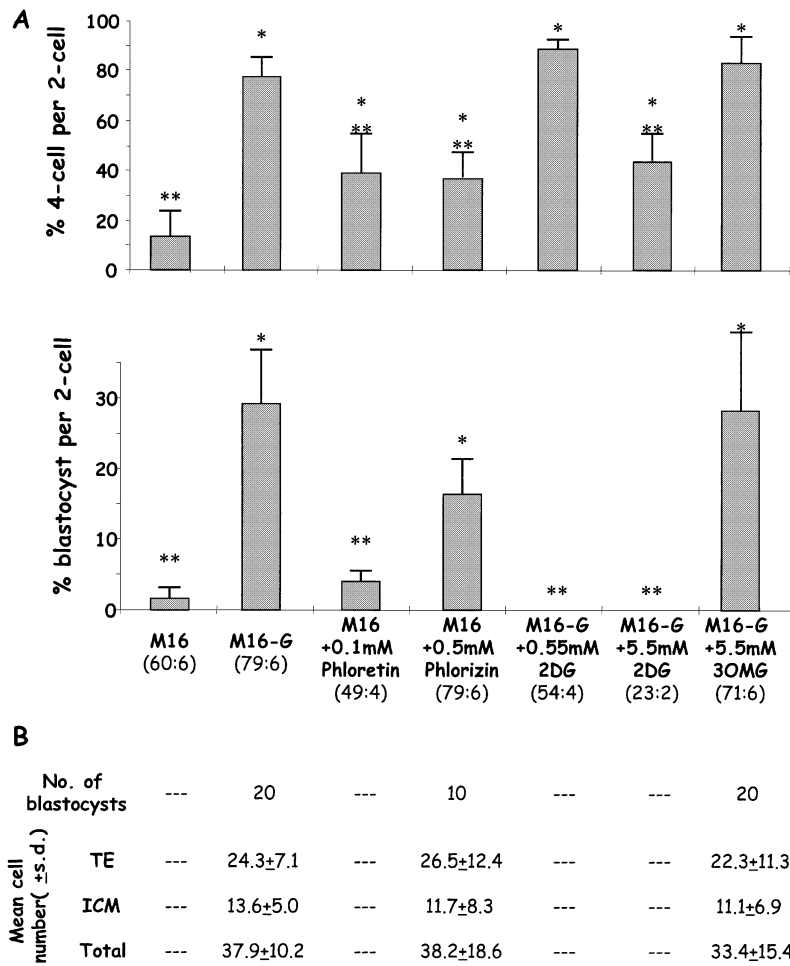 A
% 4-cell per 2-cell
100
80
60
40
20
0
*
*
*
*
*
*
**
**
**
**
% blastocyst per 2-cell
30
20
10
0
*
*
*
**
**
**
**
M16 M16-G M16 M16 M16-G M16-G M16-G
+0.1mM +0.5mM +0.55mM +5.5mM +5.5mM
Phloretin Phlorizin 2DG 2DG 3OMG
(60:6) (79:6) (49:4) (79:6) (54:4) (23:2) (71:6)
B
No. of
blastocysts --- 20 --- 10 --- --- 20
Mean cell
number( ±s.d.)
TE --- 24.3±7.1 --- 26.5±12.4 --- --- 22.3±11.3
ICM --- 13.6±5.0 --- 11.7±8.3 --- --- 11.1±6.9
Total --- 37.9±10.2 --- 38.2±18.6 --- --- 33.4±15.4